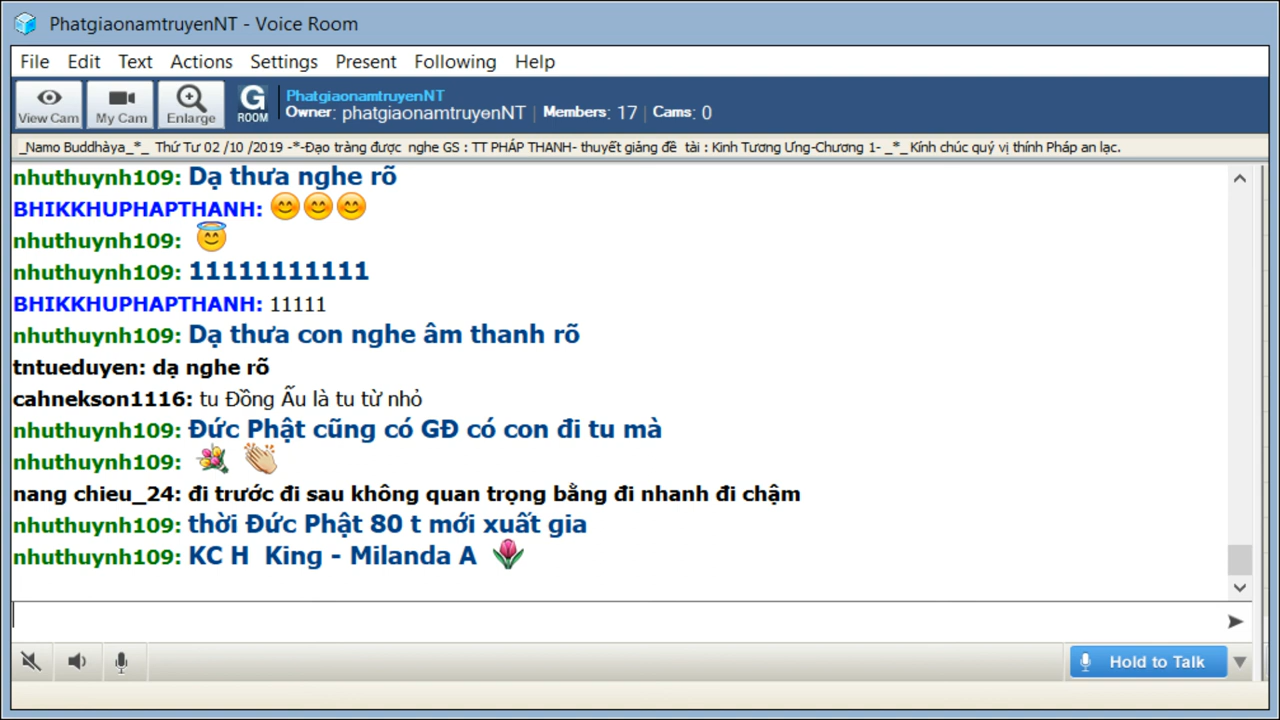 PhatgiaonamtruyenNT - Voice Room
File Edit Text Actions Settings Present Following Help
View Cam My Cam Enlarge G ROOM
PhatgiaonamtruyenNT
Owner: phatgiaonamtruyenNT | Members: 17 | Cams: 0
_Namo Buddhàya_*_ Thứ Tư 02 /10 /2019 -*-Đạo tràng được nghe GS : TT PHÁP THANH- thuyết giảng đề tài : Kinh Tương Ưng-Chương 1- _*_ Kính chúc quý vị thính Pháp an lạc.
nhuthuynh109: Dạ thưa nghe rõ
BHIKKHUPHAPTHANH: 😊😊😊
nhuthuynh109: 😇
nhuthuynh109: 11111111111
BHIKKHUPHAPTHANH: 11111
nhuthuynh109: Dạ thưa con nghe âm thanh rõ
tntueduyen: dạ nghe rõ
cahnekson1116: tu Đồng Ấu là tu từ nhỏ
nhuthuynh109: Đức Phật cũng có GĐ có con đi tu mà
nhuthuynh109: 💐 👏
nang chieu_24: đi trước đi sau không quan trọng bằng đi nhanh đi chậm
nhuthuynh109: thời Đức Phật 80 t mới xuất gia
nhuthuynh109: KC H King - Milanda A 🌷
Hold to Talk